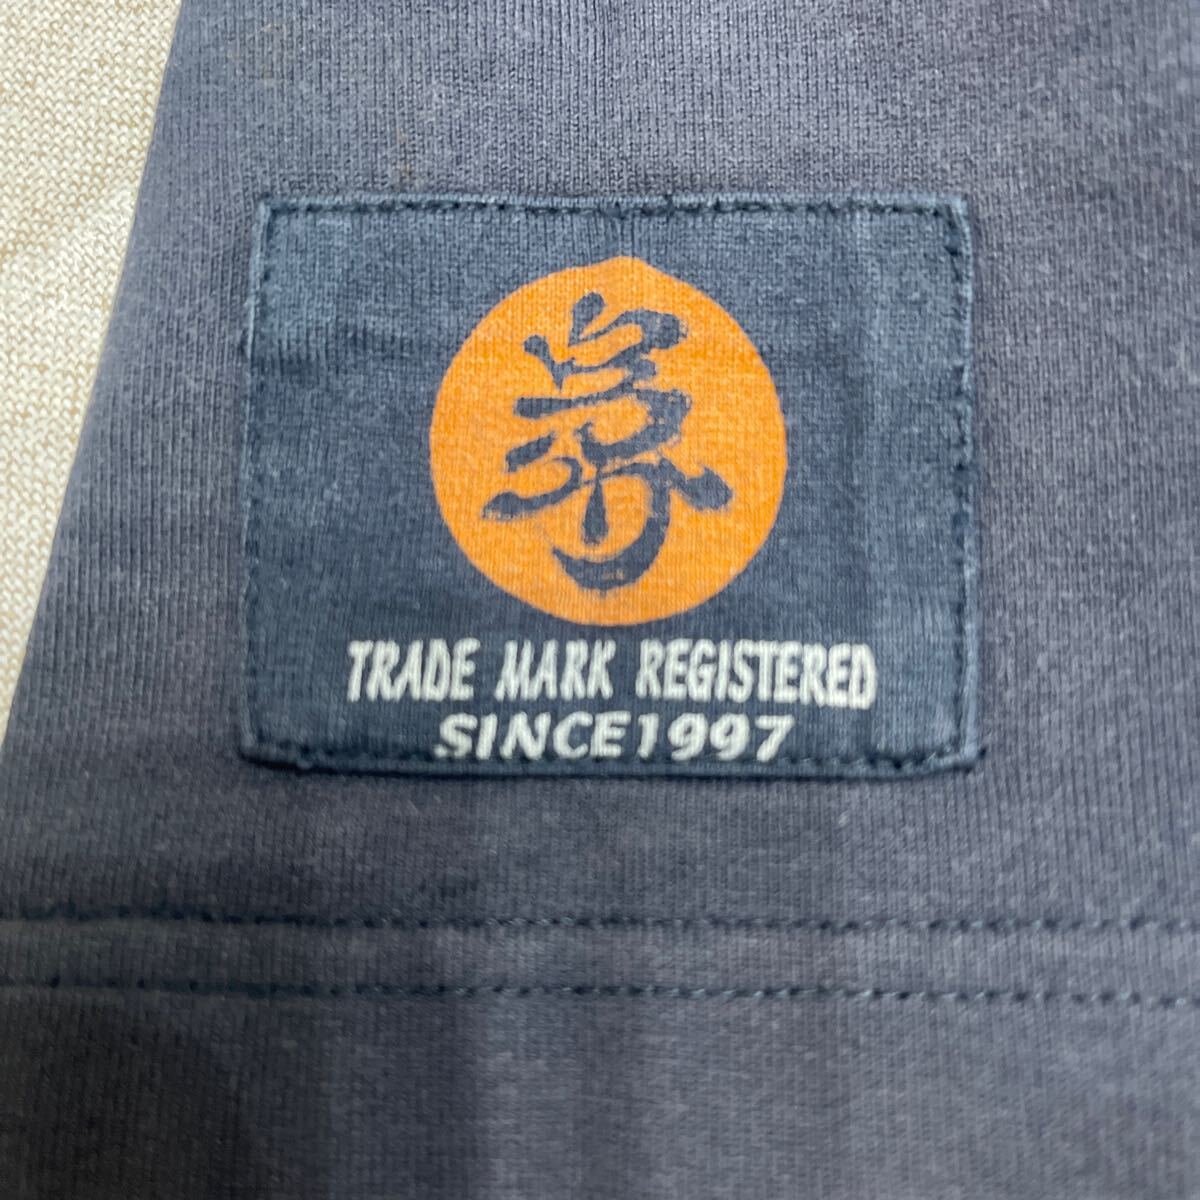 TRADE MARK REGISTERED
SINCE1997